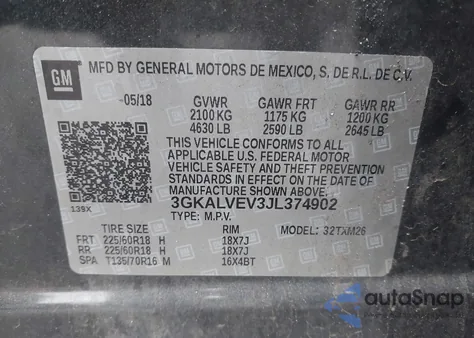 GM
MFD BY GENERAL MOTORS DE MEXICO, S. DE R.L. DE C.V.
05/18 GVWR GAWR FRT GAWR RR
2100 KG 1175 KG 1200 KG
4630 LB 2590 LB 2645 LB
THIS VEHICLE CONFORMS TO ALL
APPLICABLE U.S. FEDERAL MOTOR
VEHICLE SAFETY AND THEFT PREVENTION
STANDARDS IN EFFECT ON THE DATE OF
MANUFACTURE SHOWN ABOVE.
139X
3GKALVEV3JL374902
TYPE: M.P.V.
TIRE SIZE RIM MODEL: 32TXM26
FRT 225/60R18 H 18X7J
RR 225/60R18 H 18X7J
SPA T135/70R16 M 16X4BT
autaSnap